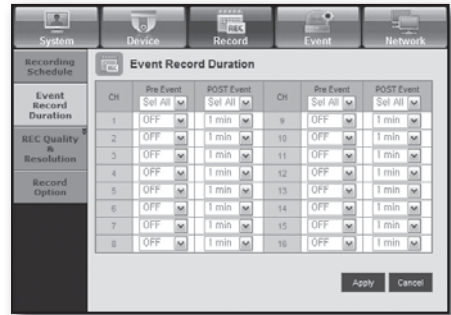 System Device Record Event Network
Recording
Schedule
Event
Record
Duration
REC Quality
&
Resolution
Record
Option
Event Record Duration
CH Pre Event POST Event CH Pre Event POST Event
Sel All Sel All Sel All Sel All
1 OFF 1 min 9 OFF 1 min
2 OFF 1 min 10 OFF 1 min
3 OFF 1 min 11 OFF 1 min
4 OFF 1 min 12 OFF 1 min
5 OFF 1 min 13 OFF 1 min
6 OFF 1 min 14 OFF 1 min
7 OFF 1 min 15 OFF 1 min
8 OFF 1 min 16 OFF 1 min
Apply Cancel